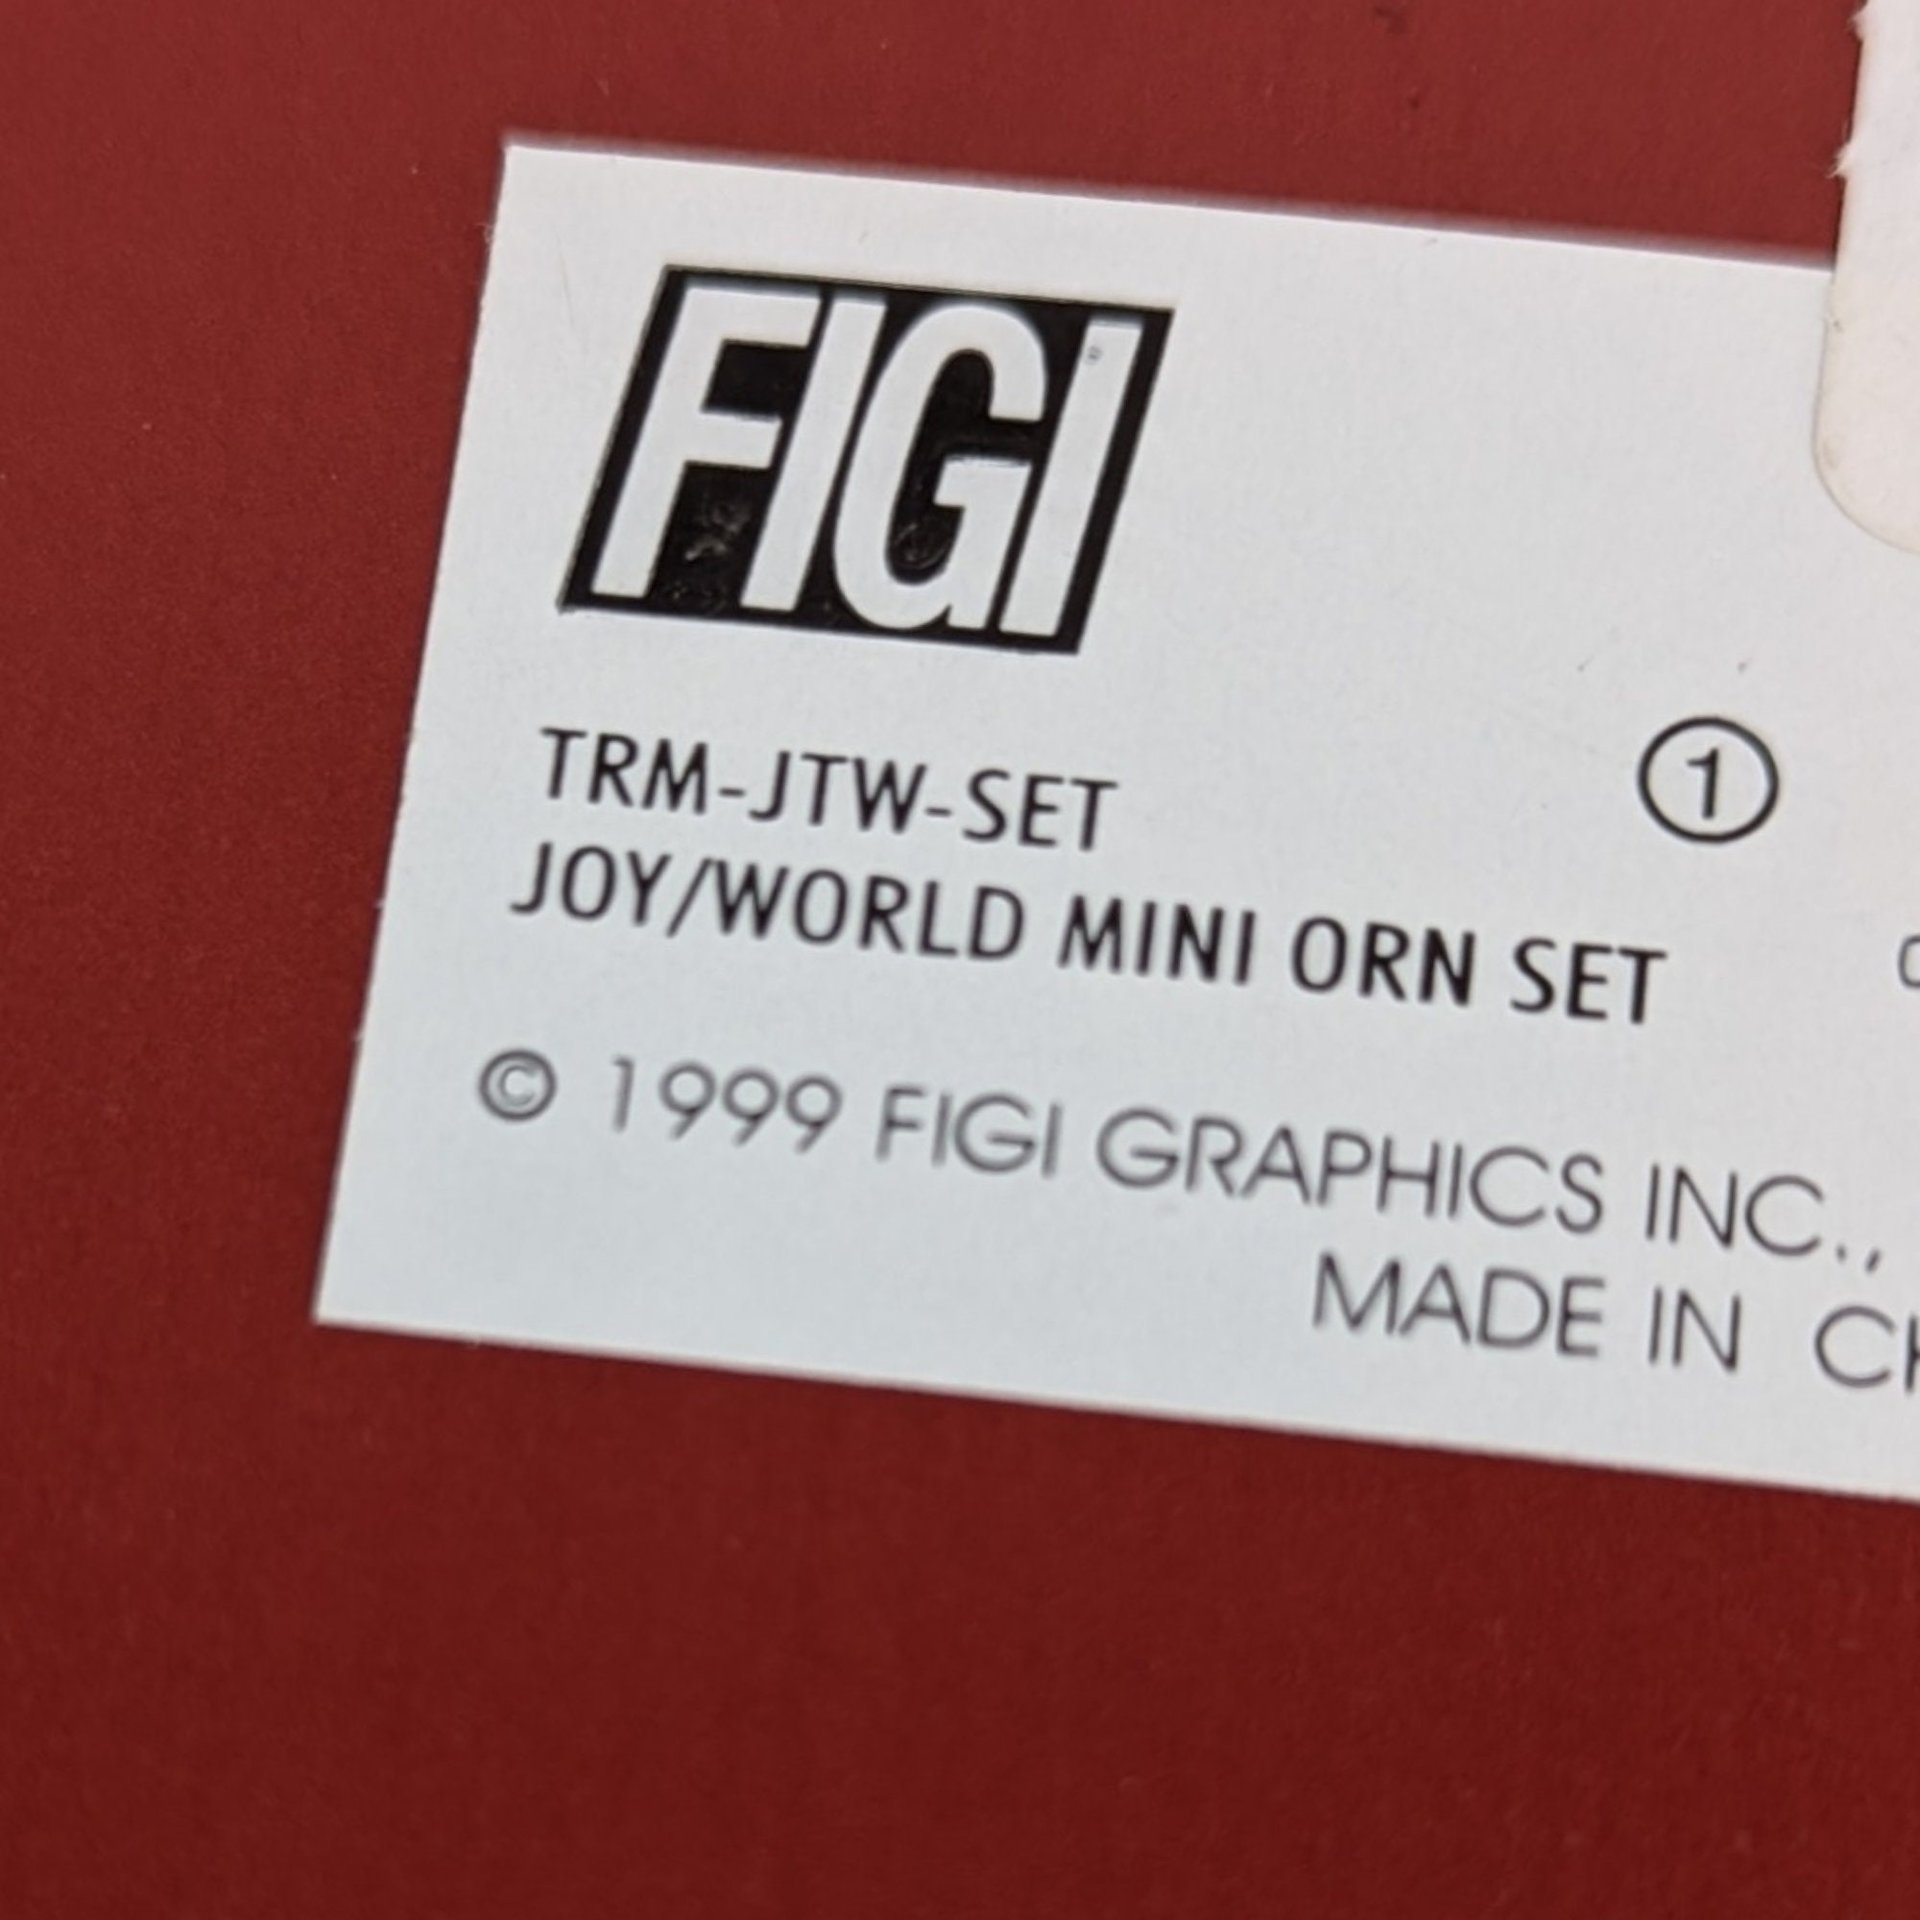 FIGI
TRM-JTW-SET
①
JOY/WORLD MINI ORN SET
© 1999 FIGI GRAPHICS INC.,
MADE IN